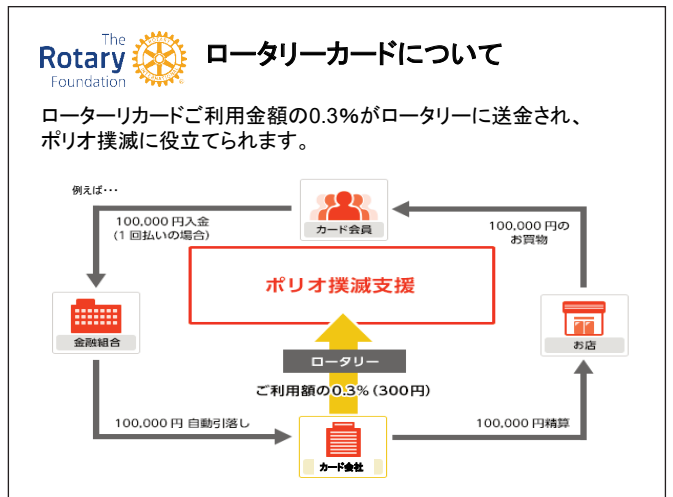 The
Rotary
Foundation
ロータリーカードについて
ローターリカードご利用金額の0.3%がロータリーに送金され、
ポリオ撲滅に役立てられます。
例えば・・・
カード会員
100,000 円入金
(1 回払いの場合)
100,000 円の
お買物
ポリオ撲滅支援
金融組合
お店
ロータリー
ご利用額の0.3% (300円)
100,000 円 自動引落し
100,000 円精算
カード会社